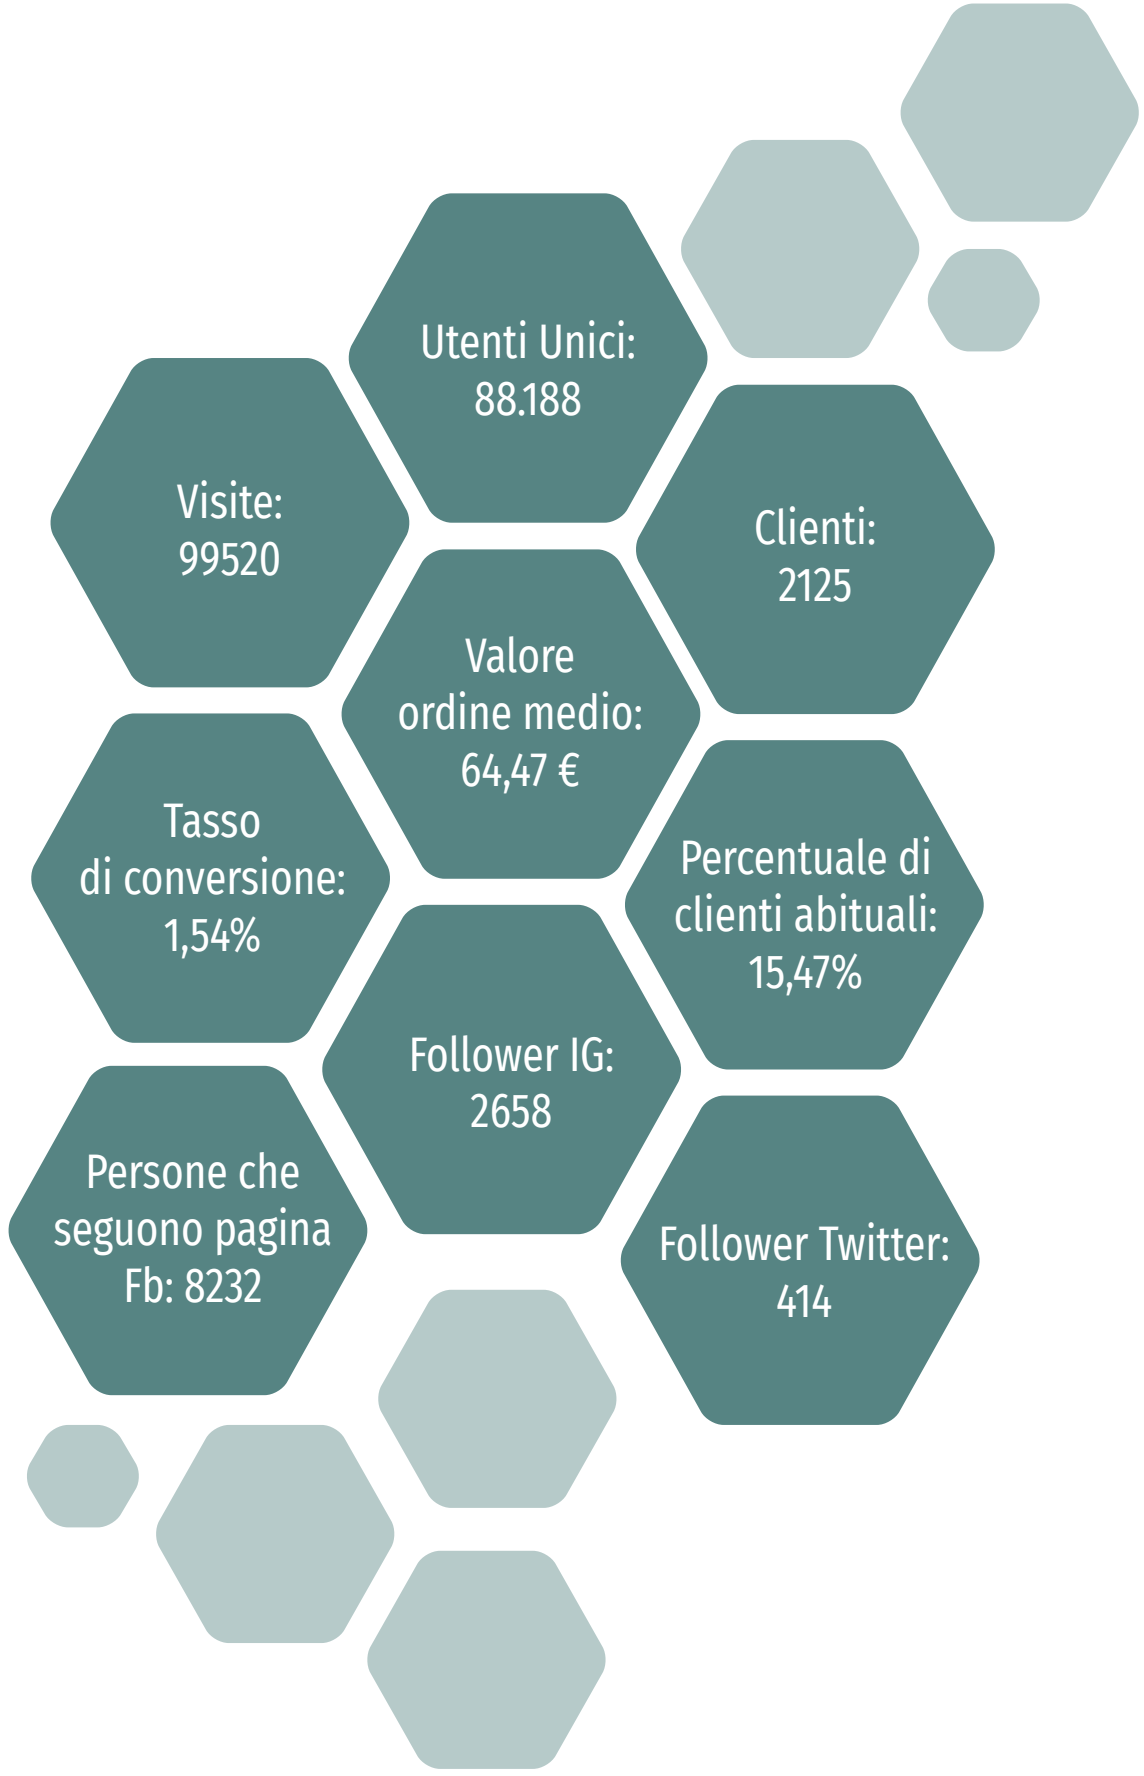 Utenti Unici:
88.188
Visite:
99520
Clienti:
2125
Valore
ordine medio:
64,47 €
Tasso
di conversione:
1,54%
Percentuale di
clienti abituali:
15,47%
Follower IG:
2658
Persone che
seguono pagina
Fb: 8232
Follower Twitter:
414